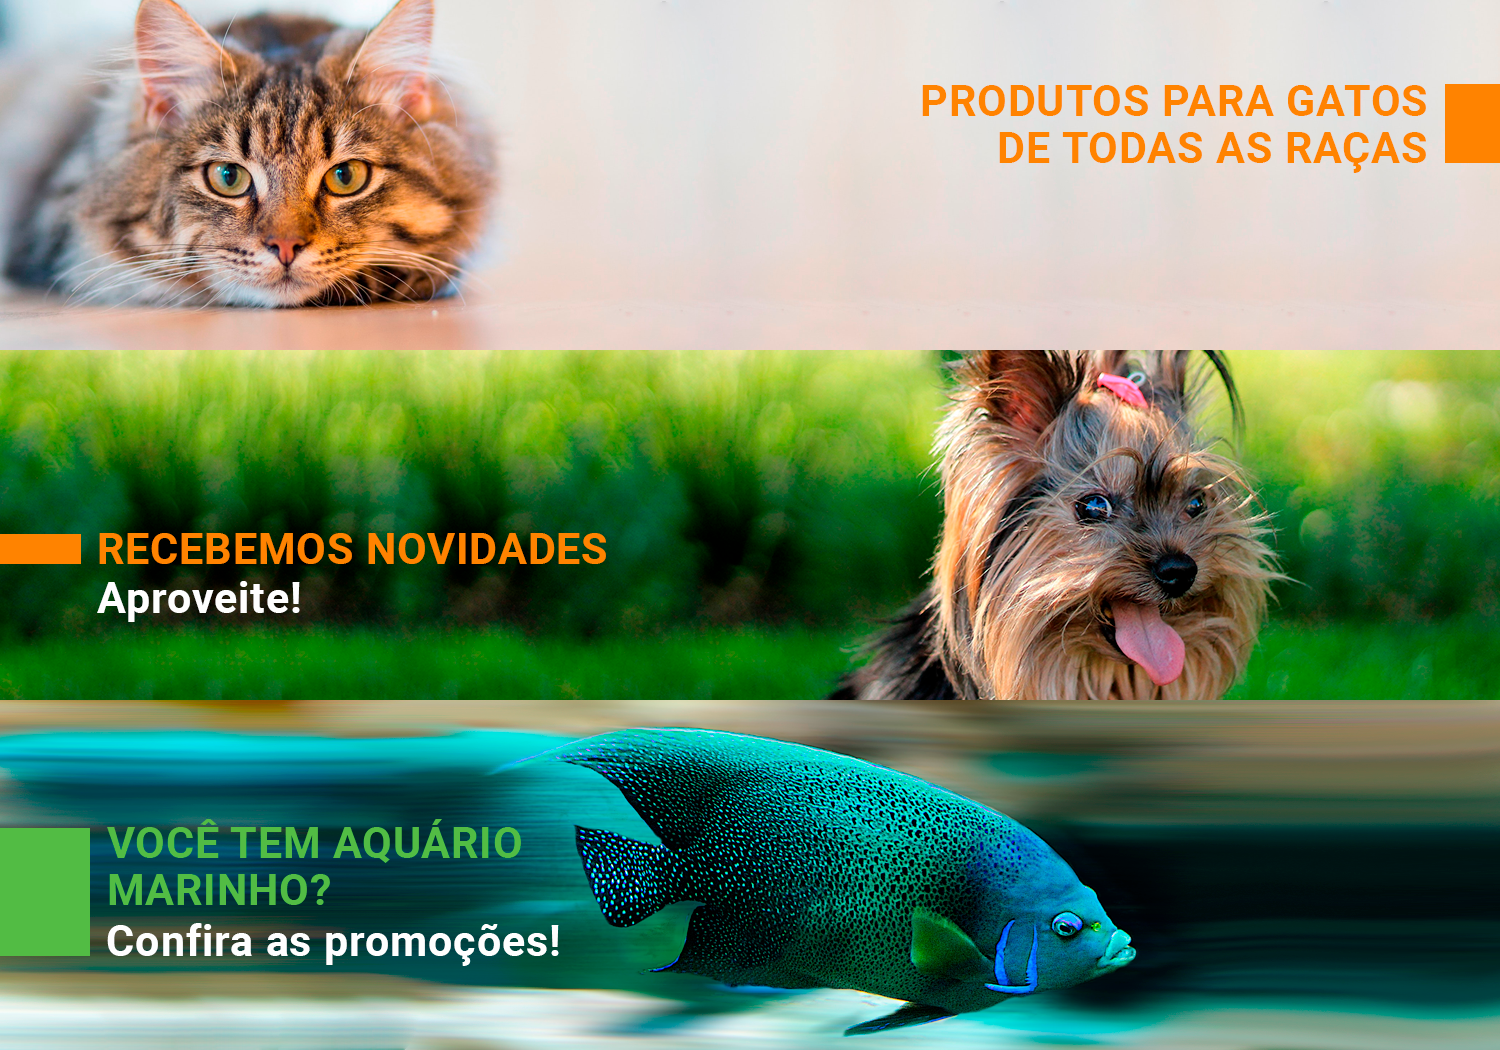 PRODUTOS PARA GATOS
DE TODAS AS RAÇAS
RECEBEMOS NOVIDADES
Aproveite!
VOCÊ TEM AQUÁRIO
MARINHO?
Confira as promoções!